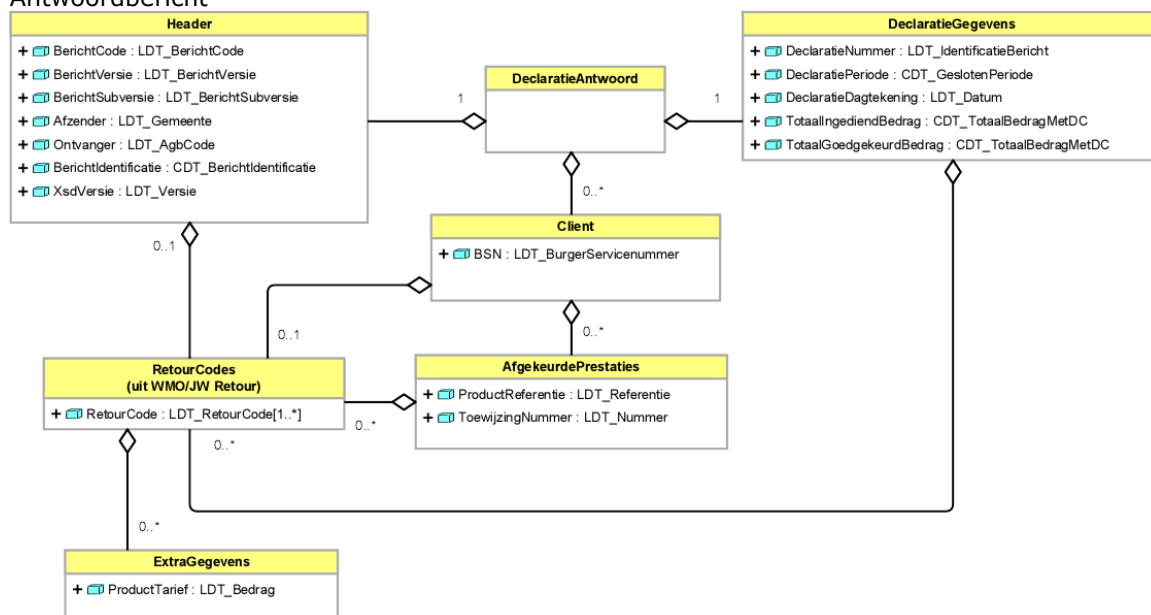 Antwoordbericht
Header
+ BerichtCode : LDT_BerichtCode
+ BerichtVersie : LDT_BerichtVersie
+ BerichtSubversie : LDT_BerichtSubversie
+ Afzender : LDT_Gemeente
+ Ontvanger : LDT_AgbCode
+ BerichtIdentificatie : CDT_BerichtIdentificatie
+ XsdVersie : LDT_Versie
1
DeclaratieAntwoord
1
DeclaratieGegevens
+ DeclaratieNummer : LDT_IdentificatieBericht
+ DeclaratiePeriode : CDT_GeslotenPeriode
+ DeclaratieDagtekening : LDT_Datum
+ TotaalIngediendBedrag : CDT_TotaalBedragMetDC
+ TotaalGoedgekeurdBedrag : CDT_TotaalBedragMetDC
0..*
Client
+ BSN : LDT_BurgerServicenummer
0..1
0..1
0..*
RetourCodes
(uit WMO/JW Retour)
+ RetourCode : LDT_RetourCode[1..*]
AfgekeurdePrestaties
+ ProductReferentie : LDT_Referentie
+ ToewijzingNummer : LDT_Nummer
0..*
0..*
0..*
ExtraGegevens
+ ProductTarief : LDT_Bedrag